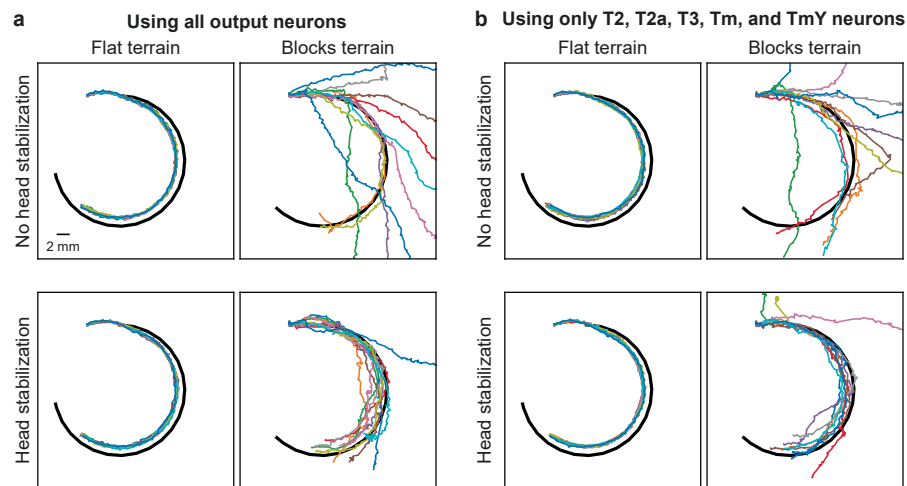 a Using all output neurons
Flat terrain Blocks terrain
No head stabilization
2 mm
Head stabilization
b Using only T2, T2a, T3, Tm, and TmY neurons
Flat terrain Blocks terrain
No head stabilization
Head stabilization